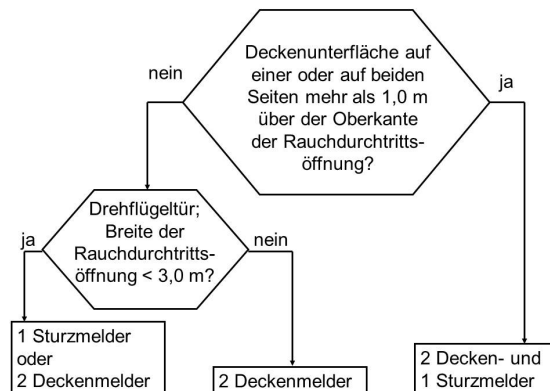 Deckenunterfläche auf
einer oder auf beiden
Seiten mehr als 1,0 m
über der Oberkante
der Rauchdurchtritts-
öffnung?
nein
ja
Drehflügeltür;
Breite der
Rauchdurchtritts-
öffnung < 3,0 m?
ja
nein
1 Sturzmelder
oder
2 Deckenmelder
2 Deckenmelder
2 Decken- und
1 Sturzmelder